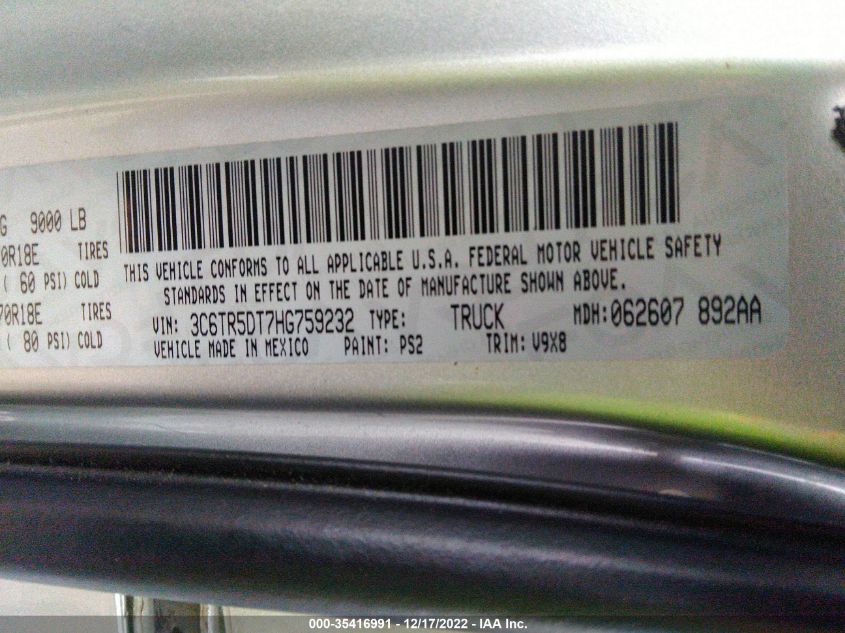 G 9000 LB
0R18E TIRES
( 60 PSI) COLD
70R18E TIRES
( 80 PSI) COLD
THIS VEHICLE CONFORMS TO ALL APPLICABLE U.S.A. FEDERAL MOTOR VEHICLE SAFETY
STANDARDS IN EFFECT ON THE DATE OF MANUFACTURE SHOWN ABOVE.
VIN: 3C6TR5DT7HG759232 TYPE: TRUCK MDH:062607 892AA
VEHICLE MADE IN MEXICO PAINT: PS2 TRIM: V9X8
000-35416991 - 12/17/2022 - IAA Inc.